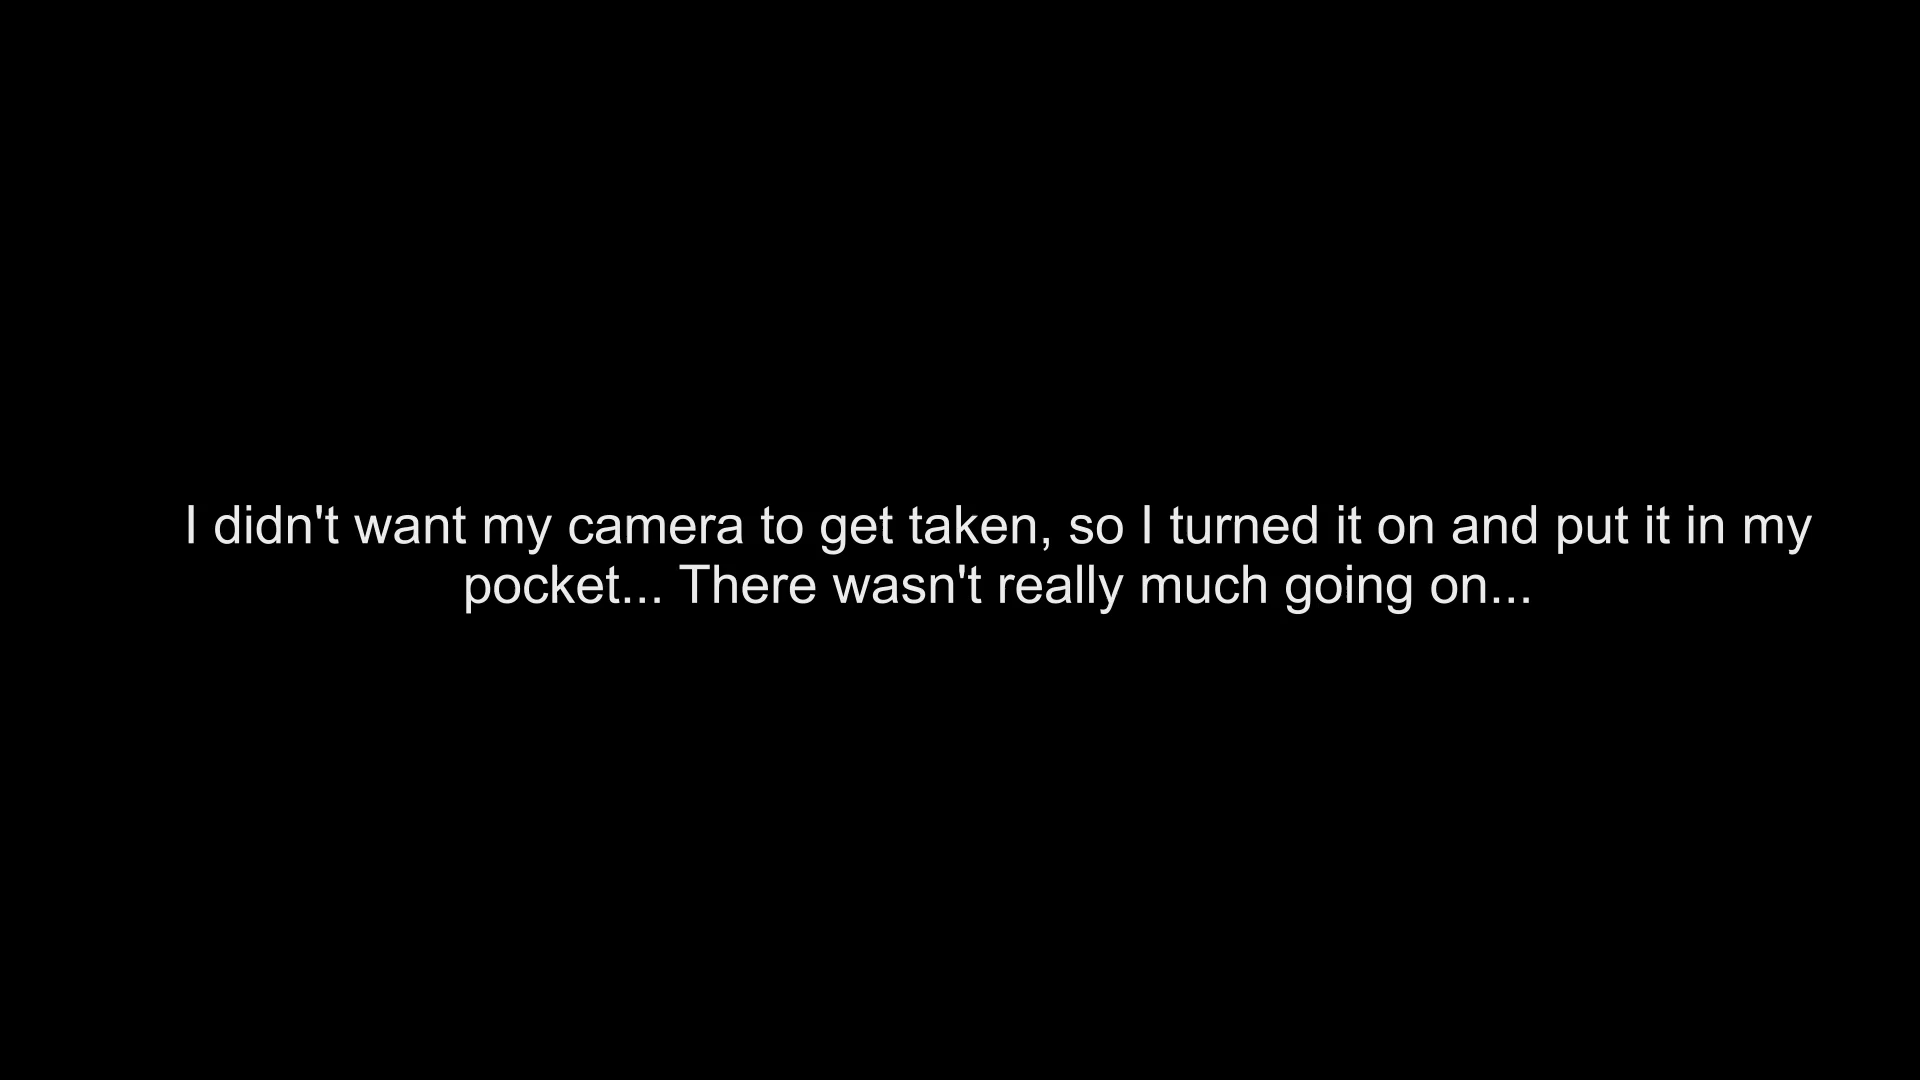 I didn't want my camera to get taken, so I turned it on and put it in my
pocket... There wasn't really much going on...